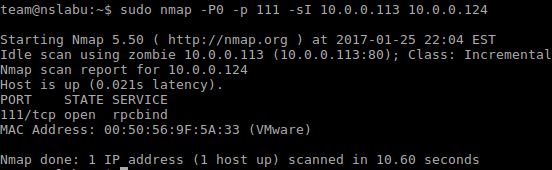 team@nslabu:~$ sudo nmap -P0 -p 111 -sI 10.0.0.113 10.0.0.124
Starting Nmap 5.50 ( http://nmap.org ) at 2017-01-25 22:04 EST
Idle scan using zombie 10.0.0.113 (10.0.0.113:80); Class: Incremental
Nmap scan report for 10.0.0.124
Host is up (0.021s latency).
PORT    STATE SERVICE
111/tcp open  rpcbind
MAC Address: 00:50:56:9F:5A:33 (VMware)
Nmap done: 1 IP address (1 host up) scanned in 10.60 seconds